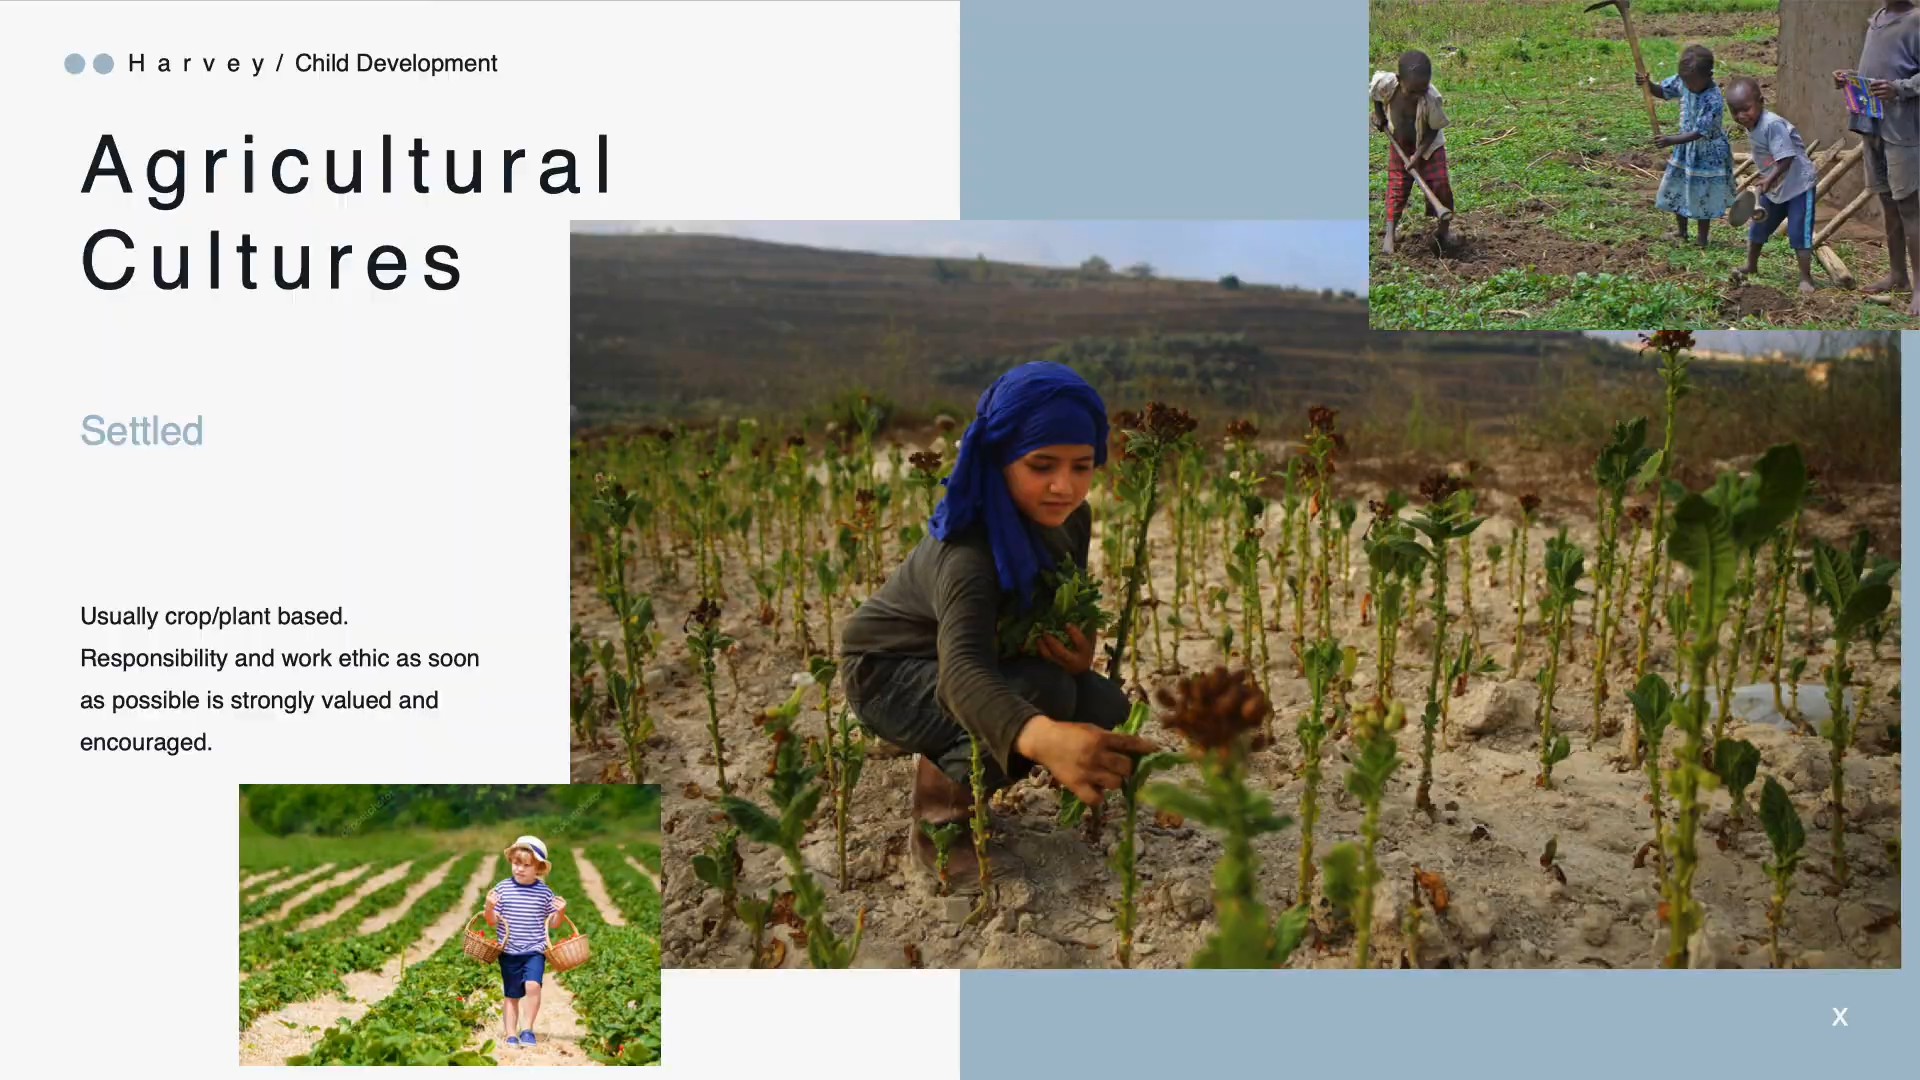 Harvey / Child Development
Agricultural
Cultures
Settled
Usually crop/plant based.
Responsibility and work ethic as soon
as possible is strongly valued and
encouraged.
X